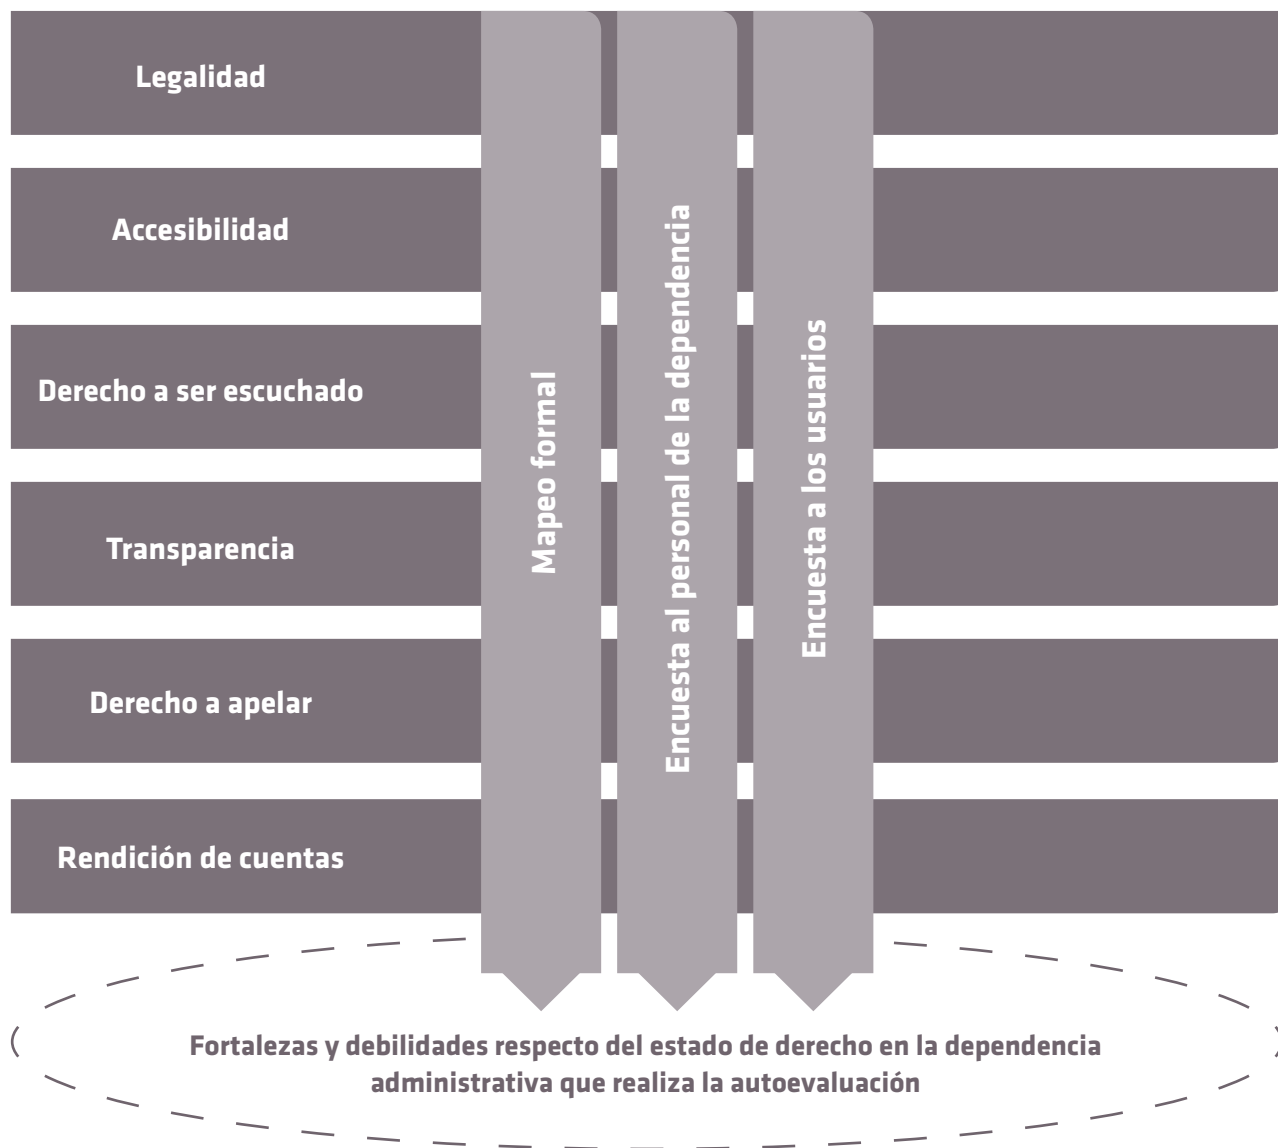 Legalidad
Accesibilidad
Derecho a ser escuchado
Transparencia
Derecho a apelar
Rendición de cuentas
Mapeo formal
Encuesta al personal de la dependencia
Encuesta a los usuarios
Fortalezas y debilidades respecto del estado de derecho en la dependencia
administrativa que realiza la autoevaluación